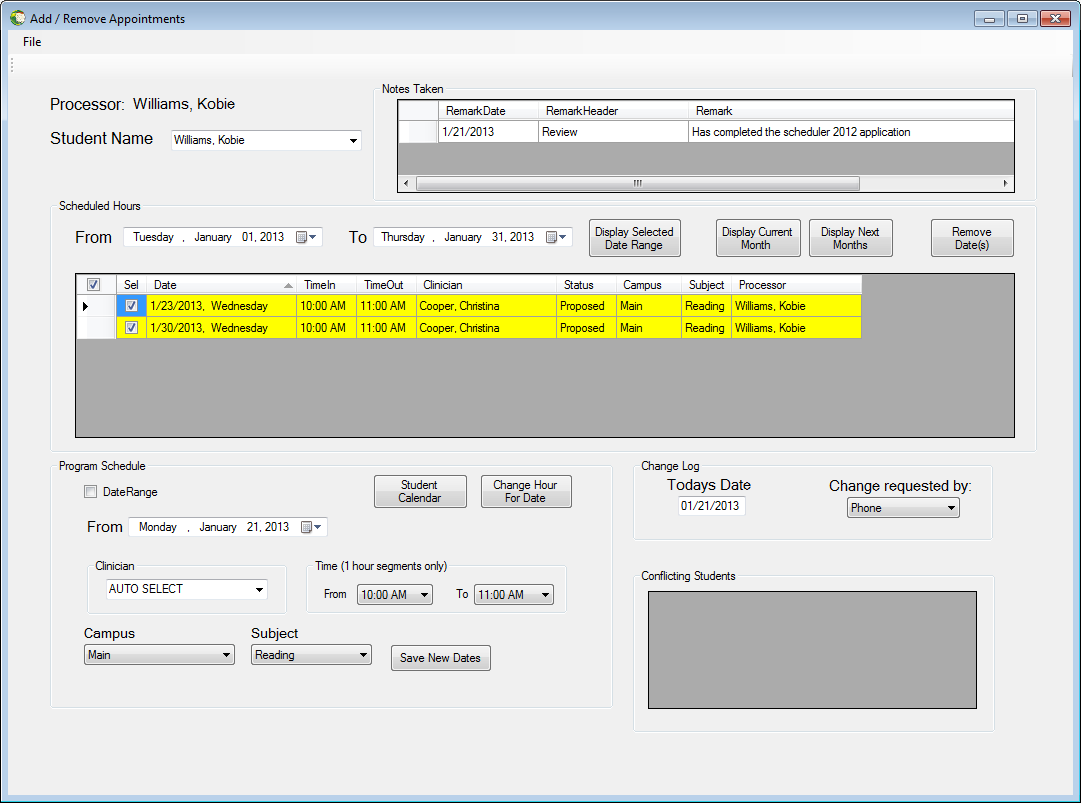 Add / Remove Appointments
File
Processor: Williams, Kobie
Student Name Williams, Kobie
Notes Taken
RemarkDate RemarkHeader Remark
1/21/2013 Review Has completed the scheduler 2012 application
Scheduled Hours
From Tuesday , January 01, 2013 To Thursday , January 31, 2013
Display Selected
Date Range
Display Current
Month
Display Next
Months
Remove
Date(s)
Sel Date TimeIn TimeOut Clinician Status Campus Subject Processor
1/23/2013, Wednesday 10:00 AM 11:00 AM Cooper, Christina Proposed Main Reading Williams, Kobie
1/30/2013, Wednesday 10:00 AM 11:00 AM Cooper, Christina Proposed Main Reading Williams, Kobie
Program Schedule
DateRange
Student
Calendar
Change Hour
For Date
From Monday , January 21, 2013
Clinician
AUTO SELECT
Time (1 hour segments only)
From 10:00 AM To 11:00 AM
Campus
Main
Subject
Reading
Save New Dates
Change Log
Todays Date
01/21/2013
Change requested by:
Phone
Conflicting Students